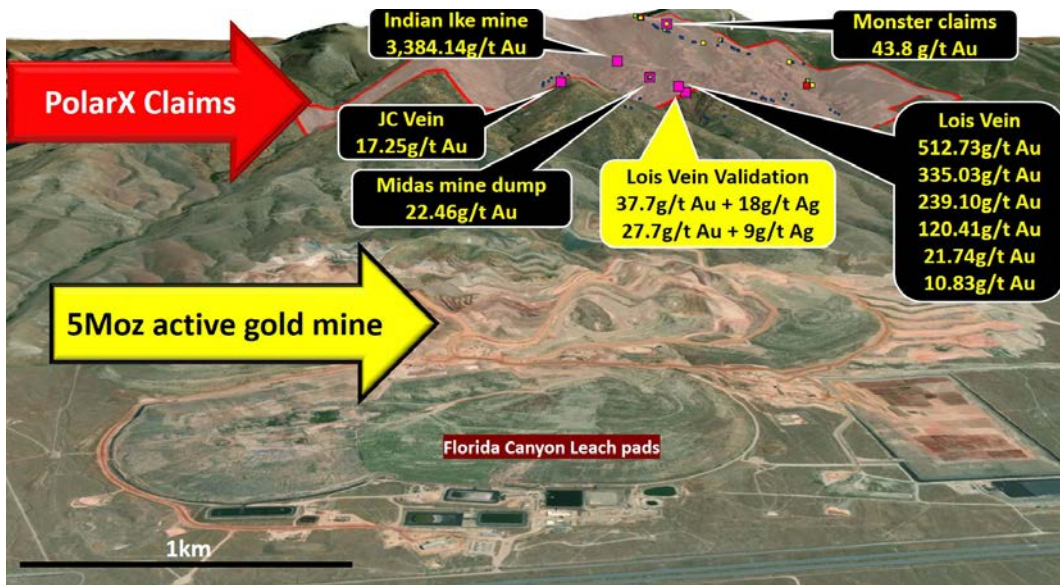 Indian Ike mine
3,384.14g/t Au
Monster claims
43.8 g/t Au
PolarX Claims
JC Vein
17.25g/t Au
Lois Vein
512.73g/t Au
335.03g/t Au
239.10g/t Au
120.41g/t Au
21.74g/t Au
10.83g/t Au
Midas mine dump
22.46g/t Au
Lois Vein Validation
37.7g/t Au + 18g/t Ag
27.7g/t Au + 9g/t Ag
5Moz active gold mine
Florida Canyon Leach pads
1km